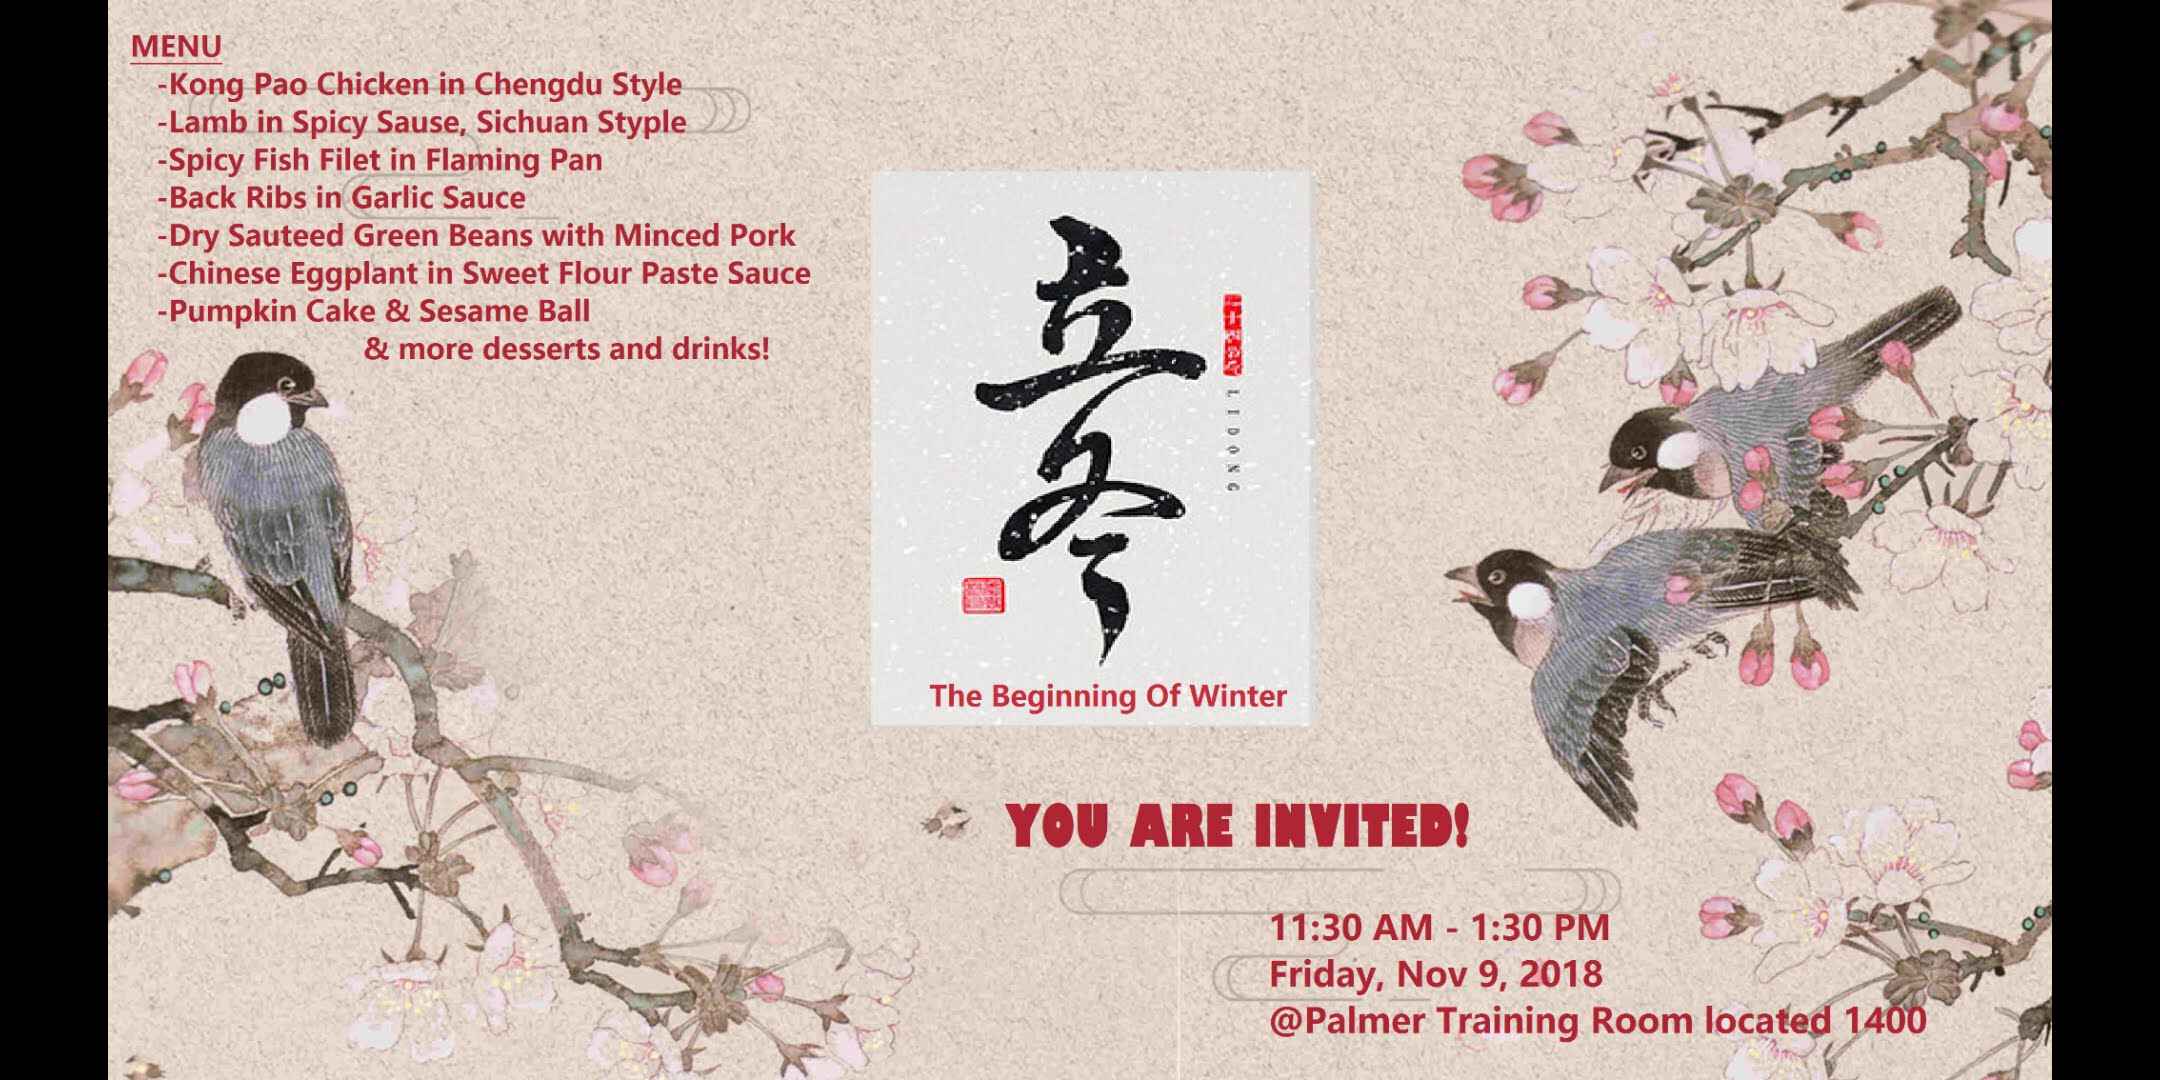 MENU
-Kong Pao Chicken in Chengdu Style
-Lamb in Spicy Sause, Sichuan Styple
-Spicy Fish Filet in Flaming Pan
-Back Ribs in Garlic Sauce
-Dry Sauteed Green Beans with Minced Pork
-Chinese Eggplant in Sweet Flour Paste Sauce
-Pumpkin Cake & Sesame Ball
& more desserts and drinks!
立冬
LIDONG
The Beginning Of Winter
YOU ARE INVITED!
11:30 AM - 1:30 PM
Friday, Nov 9, 2018
@Palmer Training Room located 1400